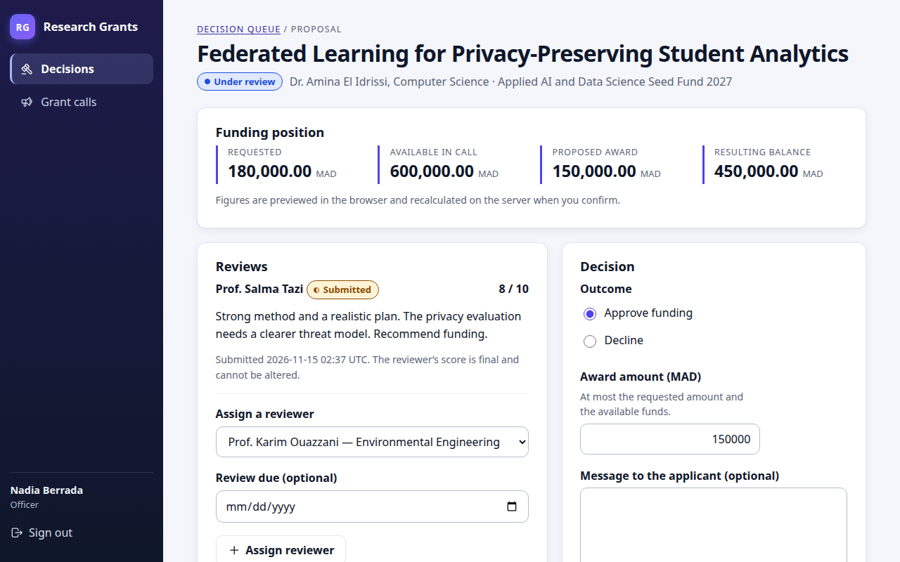 RG Research Grants
Decisions
Grant calls
Nadia Berrada
Officer
Sign out
DECISION QUEUE / PROPOSAL
Federated Learning for Privacy-Preserving Student Analytics
Under review Dr. Amina El Idrissi, Computer Science · Applied AI and Data Science Seed Fund 2027
Funding position
REQUESTED
180,000.00 MAD
AVAILABLE IN CALL
600,000.00 MAD
PROPOSED AWARD
150,000.00 MAD
RESULTING BALANCE
450,000.00 MAD
Figures are previewed in the browser and recalculated on the server when you confirm.
Reviews
Prof. Salma Tazi Submitted 8 / 10
Strong method and a realistic plan. The privacy evaluation
needs a clearer threat model. Recommend funding.
Submitted 2026-11-15 02:37 UTC. The reviewer's score is final and
cannot be altered.
Assign a reviewer
Prof. Karim Ouazzani — Environmental Engineering
Review due (optional)
mm/dd/yyyy
Assign reviewer
Decision
Outcome
Approve funding
Decline
Award amount (MAD)
At most the requested amount and
the available funds.
150000
Message to the applicant (optional)